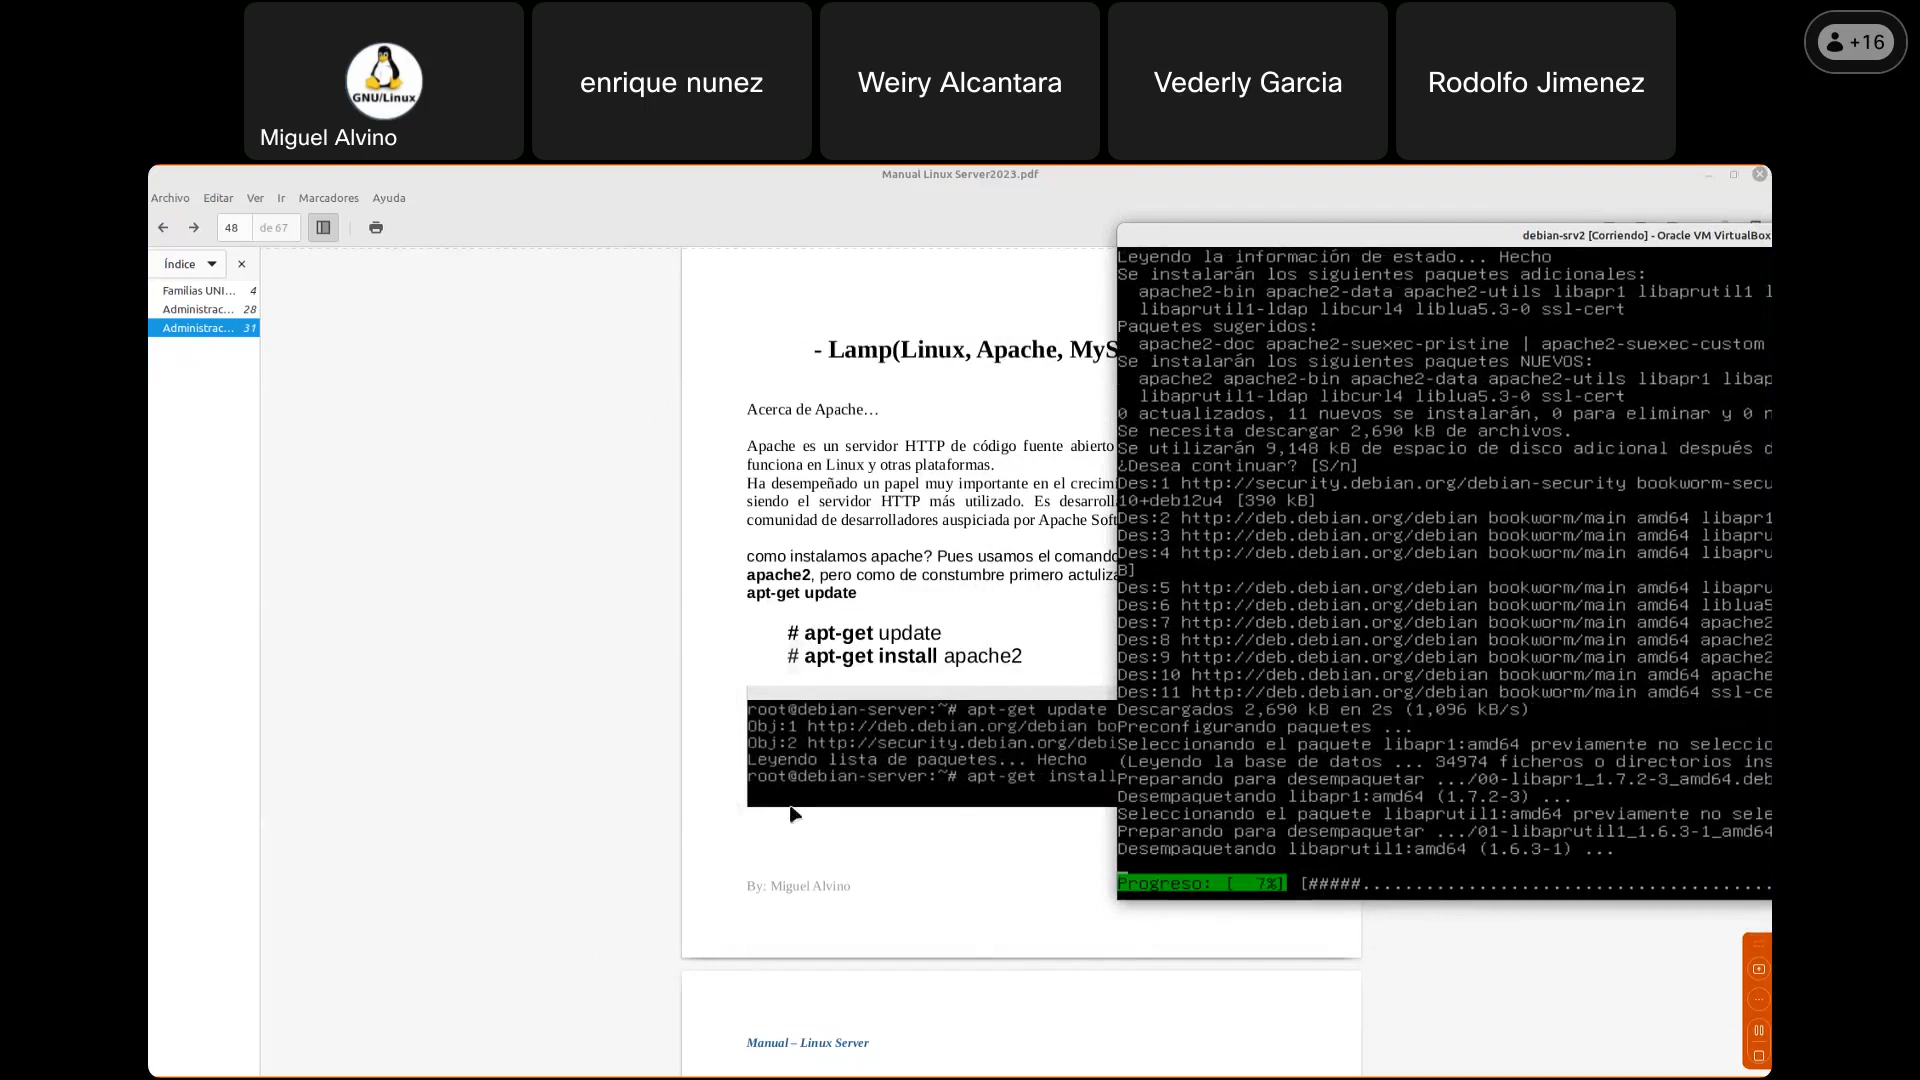 GNU/Linux
Miguel Alvino
enrique nunez
Weiry Alcantara
Vederly Garcia
Rodolfo Jimenez
+16
Manual Linux Server2023.pdf
Archivo Editar Ver Ir Marcadores Ayuda
48 de 67
Índice
Familias UNI... 4
Administrac... 28
Administrac... 31
- Lamp(Linux, Apache, MyS
Acerca de Apache…
Apache es un servidor HTTP de código fuente abierto
funciona en Linux y otras plataformas.
Ha desempeñado un papel muy importante en el crecimi
siendo el servidor HTTP más utilizado. Es desarroll
comunidad de desarrolladores auspiciada por Apache Soft
como instalamos apache? Pues usamos el comando
apache2, pero como de constumbre primero actuliza
apt-get update
# apt-get update
# apt-get install apache2
root@debian-server:~# apt-get update
Obj:1 http://deb.debian.org/debian bo
Obj:2 http://security.debian.org/debi
Leyendo lista de paquetes... Hecho
root@debian-server:~# apt-get install
By: Miguel Alvino
Manual – Linux Server
debian-srv2 [Corriendo] - Oracle VM VirtualBox
Leyendo la información de estado... Hecho
Se instalarán los siguientes paquetes adicionales:
apache2-bin apache2-data apache2-utils libapr1 libaprutil1 l
libaprutil1-ldap libcurl4 liblua5.3-0 ssl-cert
Paquetes sugeridos:
apache2-doc apache2-suexec-pristine | apache2-suexec-custom
Se instalarán los siguientes paquetes NUEVOS:
apache2 apache2-bin apache2-data apache2-utils libapr1 libap
libaprutil1-ldap libcurl4 liblua5.3-0 ssl-cert
0 actualizados, 11 nuevos se instalarán, 0 para eliminar y 0 n
Se necesita descargar 2,690 kB de archivos.
Se utilizarán 9,148 kB de espacio de disco adicional después d
¿Desea continuar? [S/n]
Des:1 http://security.debian.org/debian-security bookworm-secu
10+deb12u4 [390 kB]
Des:2 http://deb.debian.org/debian bookworm/main amd64 libapr1
Des:3 http://deb.debian.org/debian bookworm/main amd64 libapru
Des:4 http://deb.debian.org/debian bookworm/main amd64 libapru
B]
Des:5 http://deb.debian.org/debian bookworm/main amd64 libapru
Des:6 http://deb.debian.org/debian bookworm/main amd64 liblua5
Des:7 http://deb.debian.org/debian bookworm/main amd64 apache2
Des:8 http://deb.debian.org/debian bookworm/main amd64 apache2
Des:9 http://deb.debian.org/debian bookworm/main amd64 apache2
Des:10 http://deb.debian.org/debian bookworm/main amd64 apache
Des:11 http://deb.debian.org/debian bookworm/main amd64 ssl-ce
Descargados 2,690 kB en 2s (1,096 kB/s)
Preconfigurando paquetes ...
Seleccionando el paquete libapr1:amd64 previamente no seleccio
(Leyendo la base de datos ... 34974 ficheros o directorios ins
Preparando para desempaquetar .../00-libapr1_1.7.2-3_amd64.deb
Desempaquetando libapr1:amd64 (1.7.2-3) ...
Seleccionando el paquete libaprutil1:amd64 previamente no sele
Preparando para desempaquetar .../01-libaprutil1_1.6.3-1_amd64
Desempaquetando libaprutil1:amd64 (1.6.3-1) ...
Progreso: [  7%] [#####.......................................